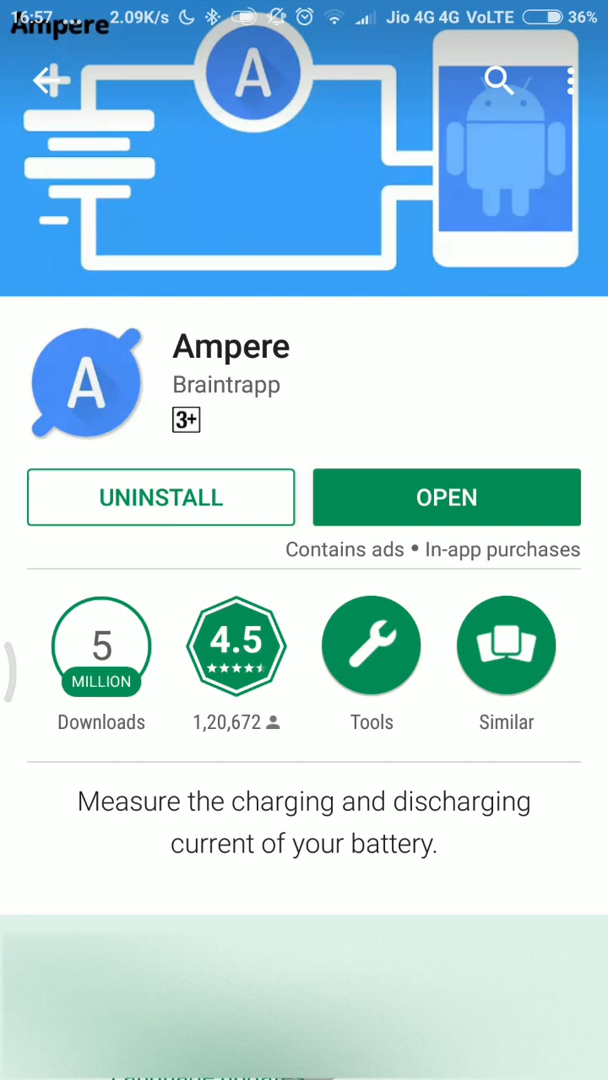 Ampere
16:57 ... 2.09K/s Jio 4G 4G VoLTE 36%
A
A
Ampere
Braintrapp
3+
UNINSTALL
OPEN
Contains ads • In-app purchases
5
MILLION
4.5
Downloads
1,20,672
Tools
Similar
Measure the charging and discharging
current of your battery.